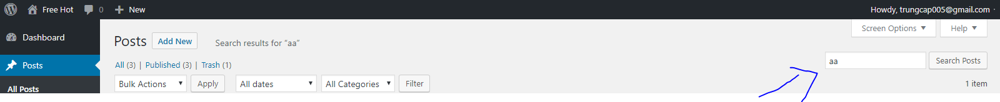 Free Hot 0 New Howdy, trungcap005@gmail.com
Screen Options Help
Dashboard
Posts Add New Search results for “aa”
Posts
All (3) | Published (3) | Trash (1)
aa Search Posts
Bulk Actions Apply All dates All Categories Filter 1 item
All Posts